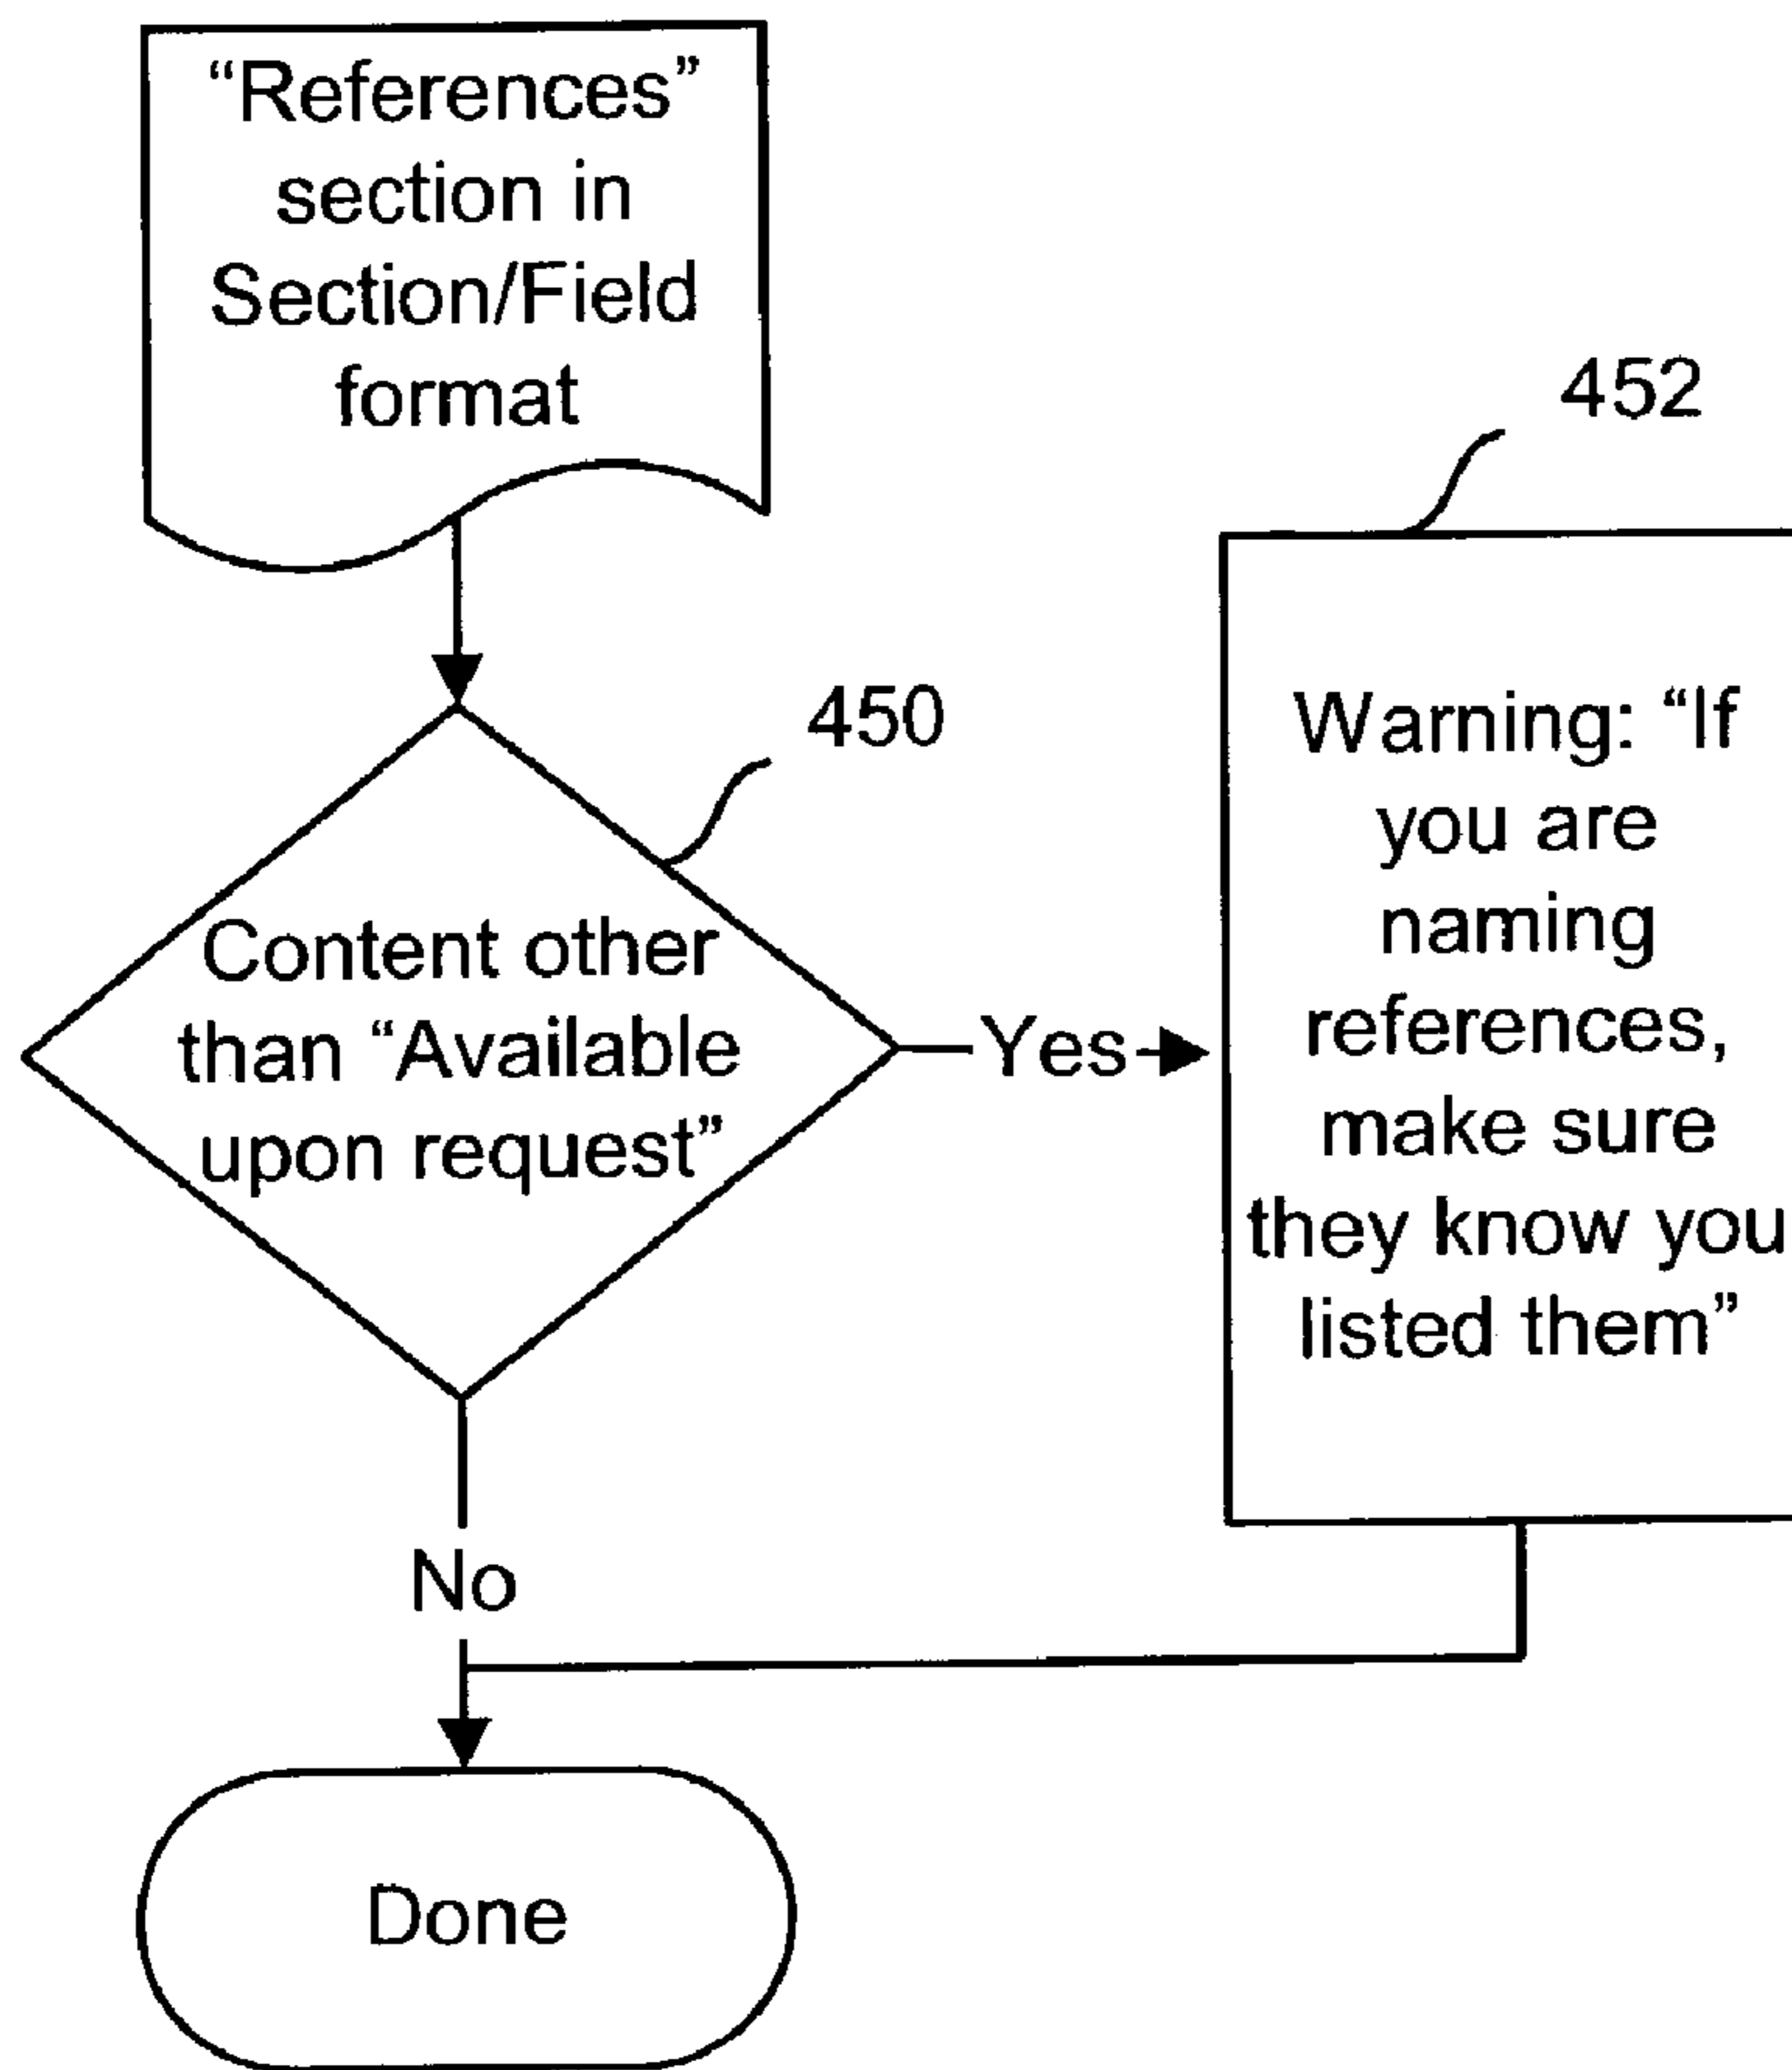 “References”
section in
Section/Field
format
452
450
Content other
than “Available
upon request”
Yes
Warning: “If
you are
naming
references,
make sure
they know you
listed them”
No
Done